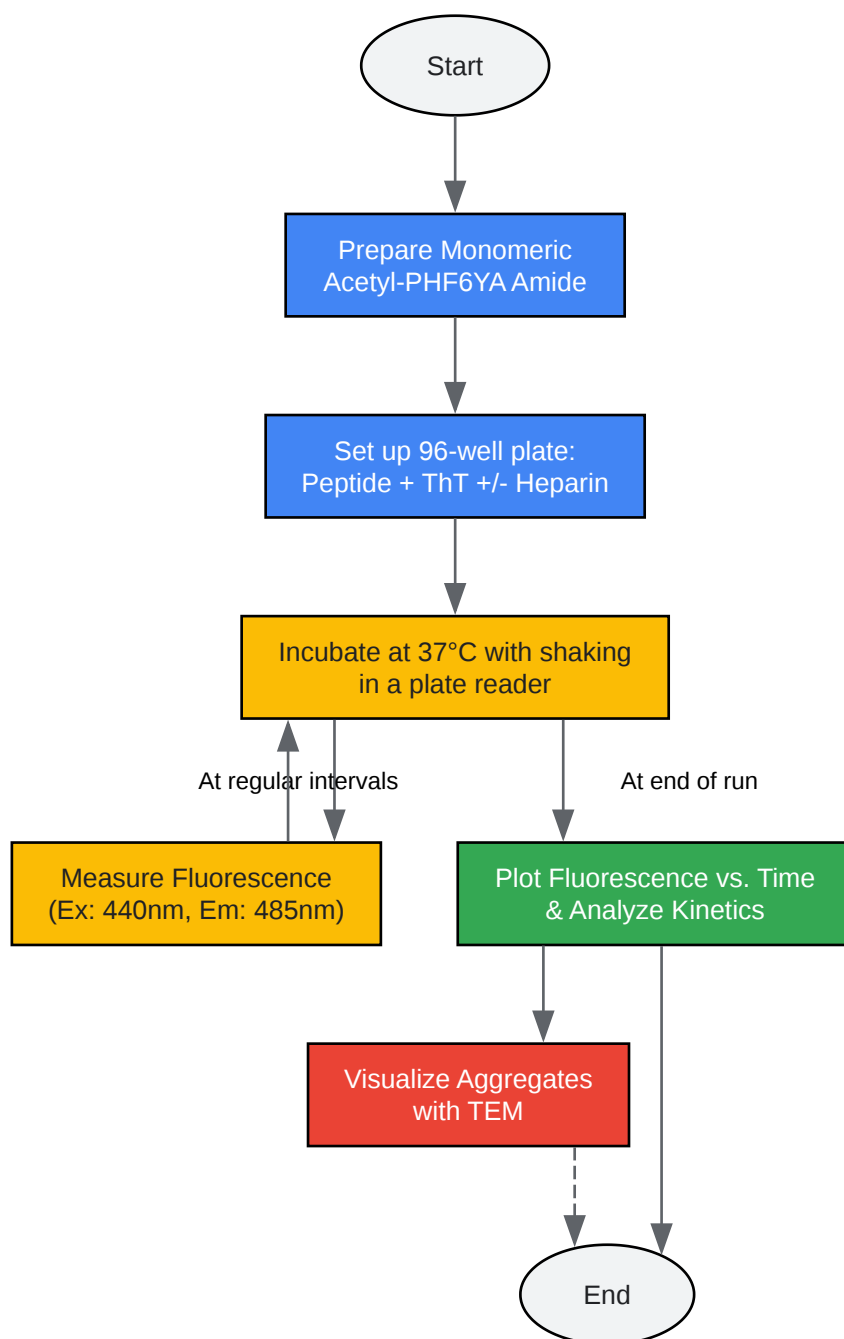 Start
Prepare Monomeric
Acetyl-PHF6YA Amide
Set up 96-well plate:
Peptide + ThT +/- Heparin
Incubate at 37°C with shaking
in a plate reader
At regular intervals
At end of run
Measure Fluorescence
(Ex: 440nm, Em: 485nm)
Plot Fluorescence vs. Time
& Analyze Kinetics
Visualize Aggregates
with TEM
End